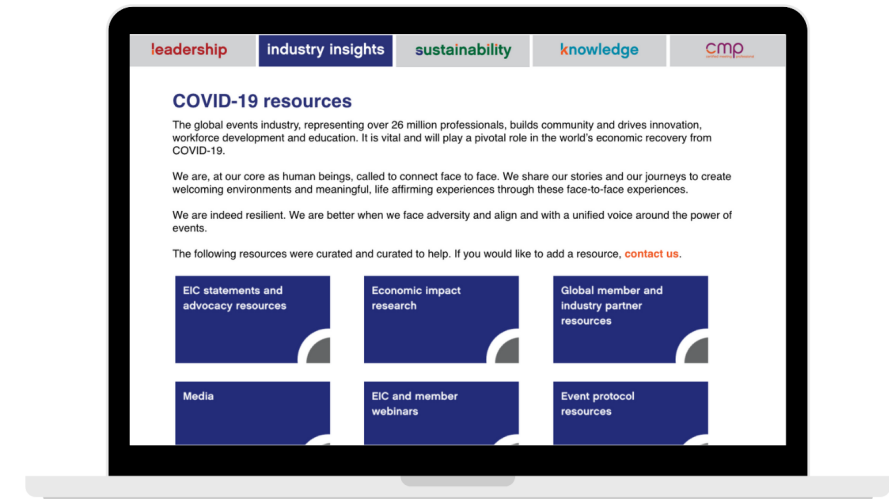 leadership
industry insights
sustainability
knowledge
cmp
COVID-19 resources
The global events industry, representing over 26 million professionals, builds community and drives innovation,
workforce development and education. It is vital and will play a pivotal role in the world's economic recovery from
COVID-19.
We are, at our core as human beings, called to connect face to face. We share our stories and our journeys to create
welcoming environments and meaningful, life affirming experiences through these face-to-face experiences.
We are indeed resilient. We are better when we face adversity and align and with a unified voice around the power of
events.
The following resources were curated and curated to help. If you would like to add a resource, contact us.
EIC statements and
advocacy resources
Economic impact
research
Global member and
industry partner
resources
Media
EIC and member
webinars
Event protocol
resources